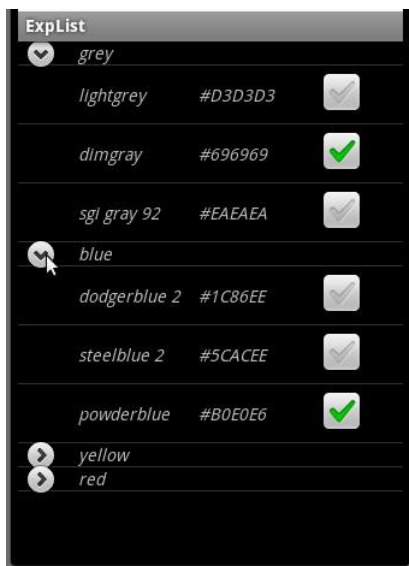 ExpList
grey
lightgrey #D3D3D3
dimgray #696969
sgi gray 92 #EAEAEA
blue
dodgerblue 2 #1C86EE
steelblue 2 #5CACEE
powderblue #B0E0E6
yellow
red